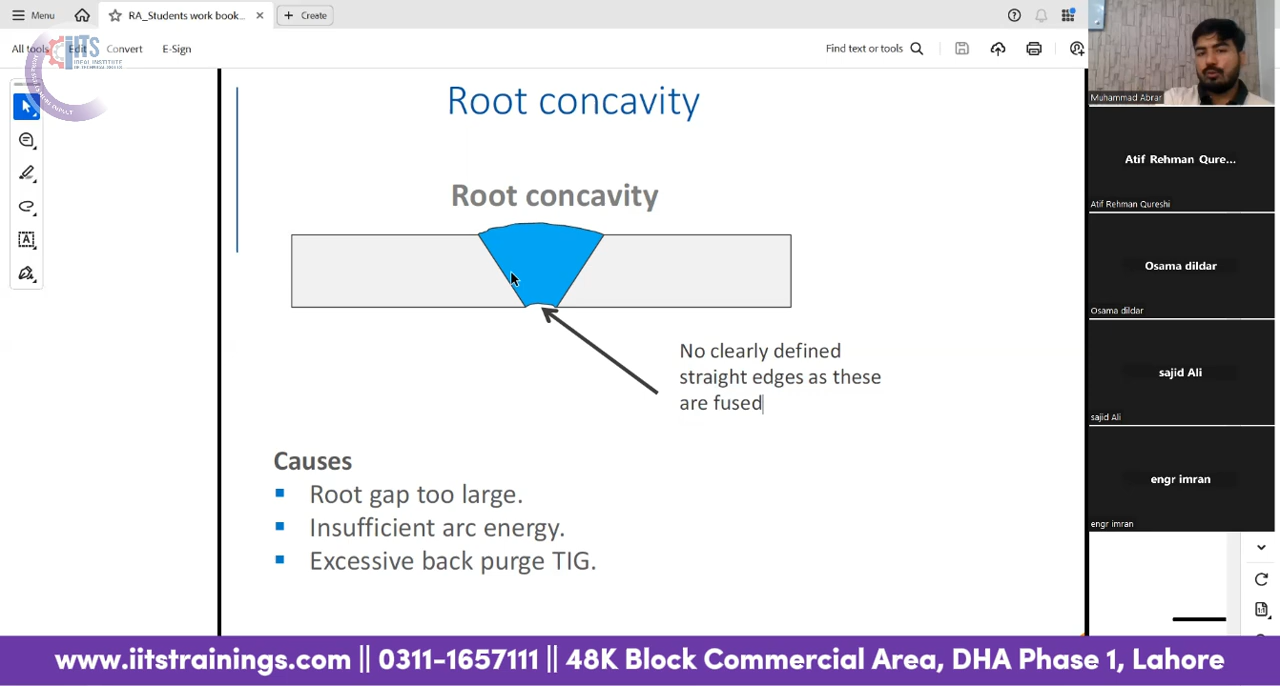 Menu
RA_Students work book...
Create
All tools
Edit
Convert
E-Sign
Find text or tools
IITS
IDEAL INSTITUTE
Root concavity
Root concavity
No clearly defined
straight edges as these
are fused
Causes
Root gap too large.
Insufficient arc energy.
Excessive back purge TIG.
Muhammad Abrar
Atif Rehman Qure...
Atif Rehman Qureshi
Osama dildar
Osama dildar
sajid Ali
sajid Ali
engr imran
engr imran
www.iitstrainings.com || 0311-1657111 || 48K Block Commercial Area, DHA Phase 1, Lahore